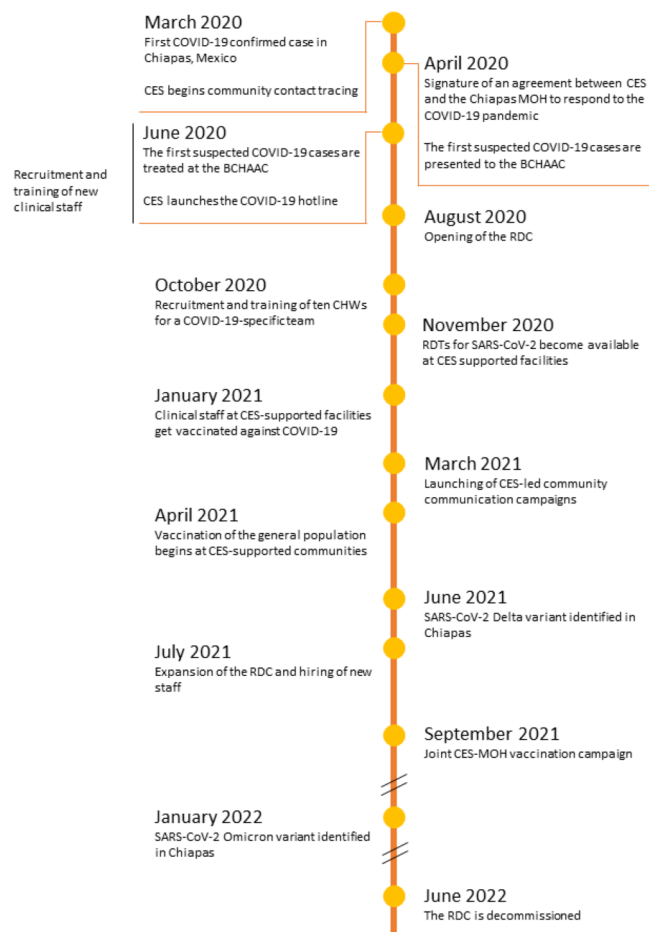 March 2020
First COVID-19 confirmed case in
Chiapas, Mexico
CES begins community contact tracing
April 2020
Signature of an agreement between CES
and the Chiapas MOH to respond to the
COVID-19 pandemic
The first suspected COVID-19 cases are
presented to the BCHAAC
June 2020
The first suspected COVID-19 cases are
treated at the BCHAAC
CES launches the COVID-19 hotline
Recruitment and
training of new
clinical staff
August 2020
Opening of the RDC
October 2020
Recruitment and training of ten CHWs
for a COVID-19-specific team
November 2020
RDTs for SARS-CoV-2 become available
at CES supported facilities
January 2021
Clinical staff at CES-supported facilities
get vaccinated against COVID-19
March 2021
Launching of CES-led community
communication campaigns
April 2021
Vaccination of the general population
begins at CES-supported communities
June 2021
SARS-CoV-2 Delta variant identified in
Chiapas
July 2021
Expansion of the RDC and hiring of new
staff
September 2021
Joint CES-MOH vaccination campaign
January 2022
SARS-CoV-2 Omicron variant identified
in Chiapas
June 2022
The RDC is decommissioned